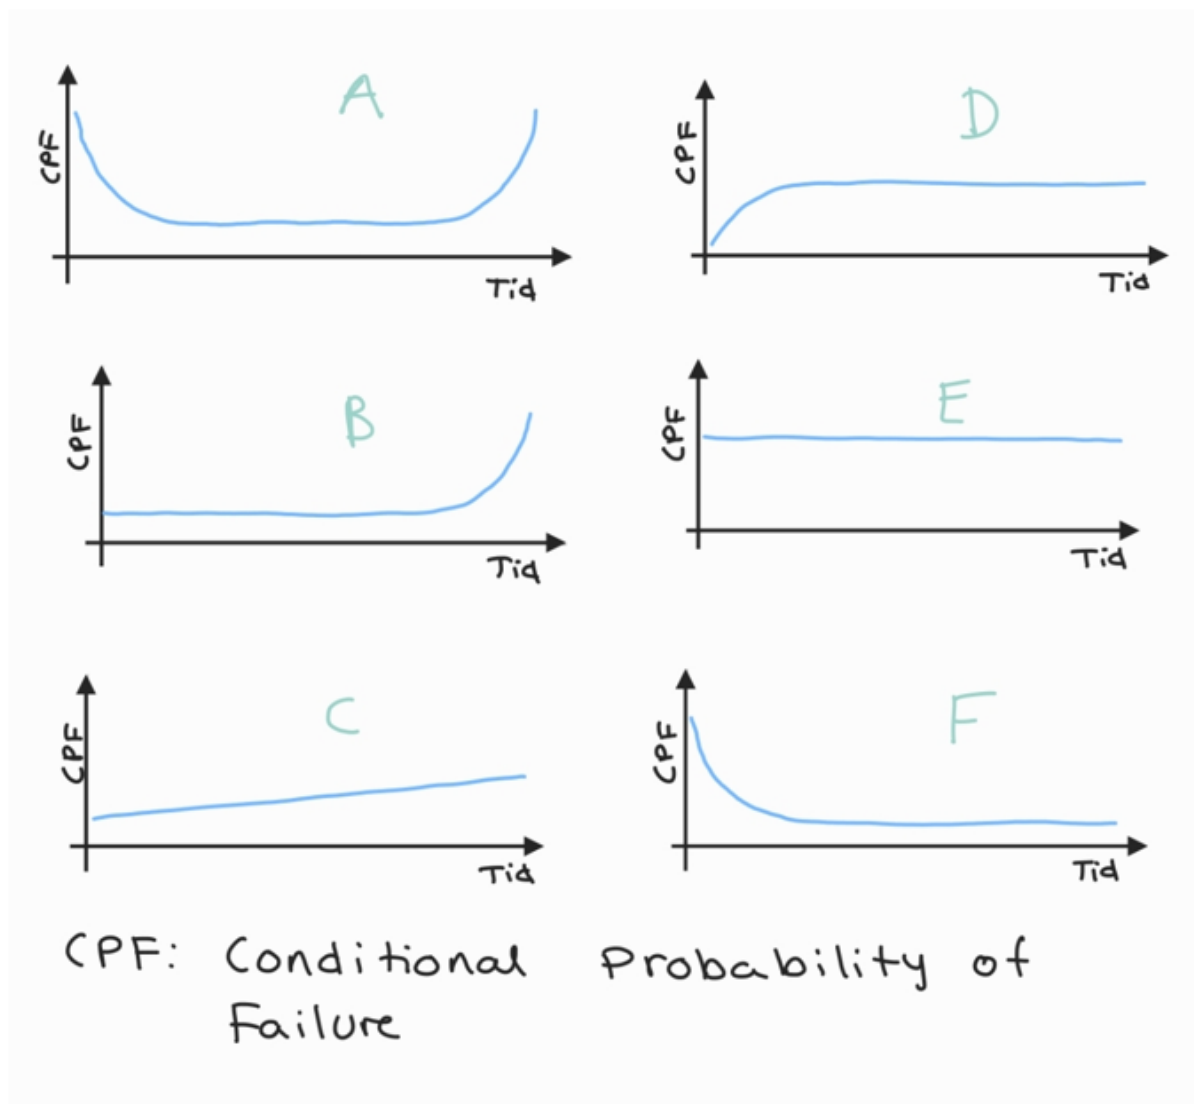 A
CPF
Tid
D
CPF
Tid
B
CPF
Tid
E
CPF
Tid
C
CPF
Tid
F
CPF
Tid
CPF: Conditional Probability of
Failure